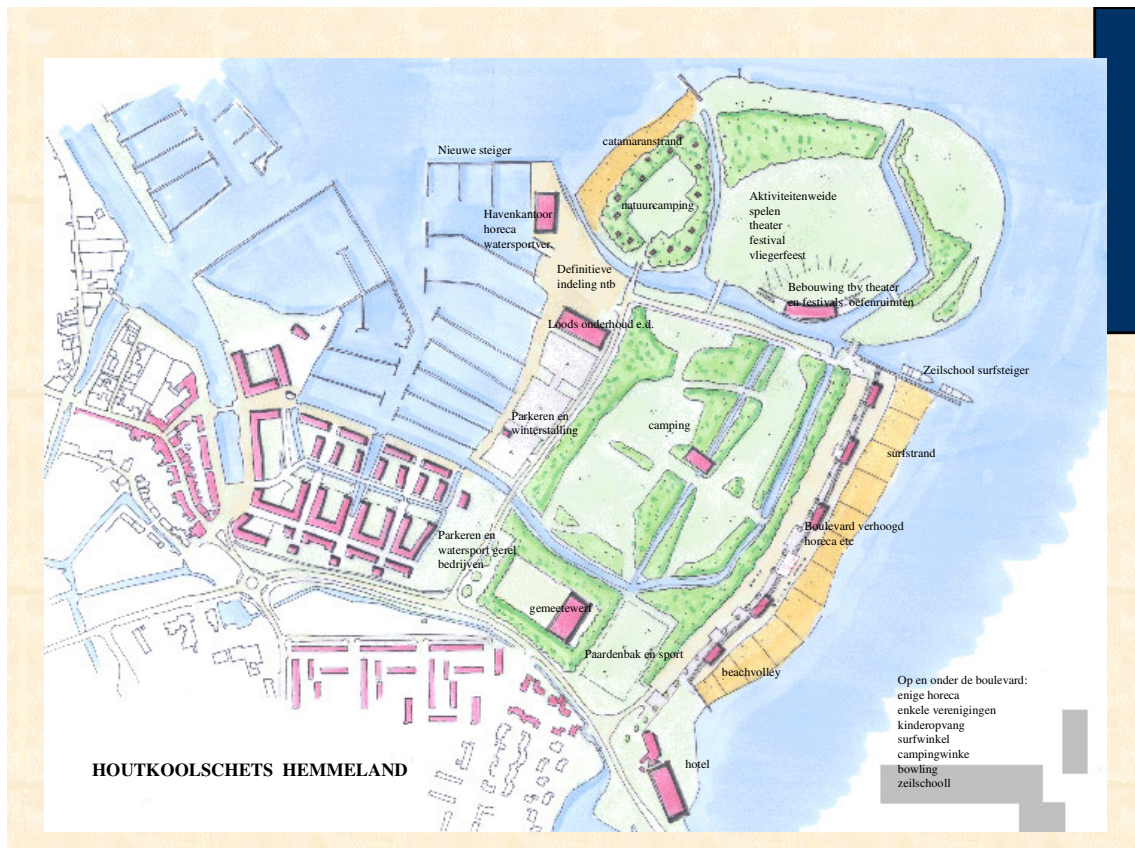 catamaranstrand
Nieuwe steiger
natuurcamping
Aktiviteitenweide
spelen
theater
festival
vliegerfeest
Havenkantoor
horeca
watersportver.
Definitieve
indeling ntb
Bebouwing tbv theater
en festivals oefenruimten
Loods onderhoud e.d.
Zeilschool surfsteiger
Parkeren en
winterstalling
camping
surfstrand
Boulevard verhoogd
horeca etc
Parkeren en
watersport gerel.
bedrijven
gemeetewerf
Paardenbak en sport
beachvolley
Op en onder de boulevard:
enige horeca
enkele verenigingen
kinderopvang
surfwinkel
campingwinke
bowling
zeilschooll
hotel
HOUTKOOLSCHETS HEMMELAND